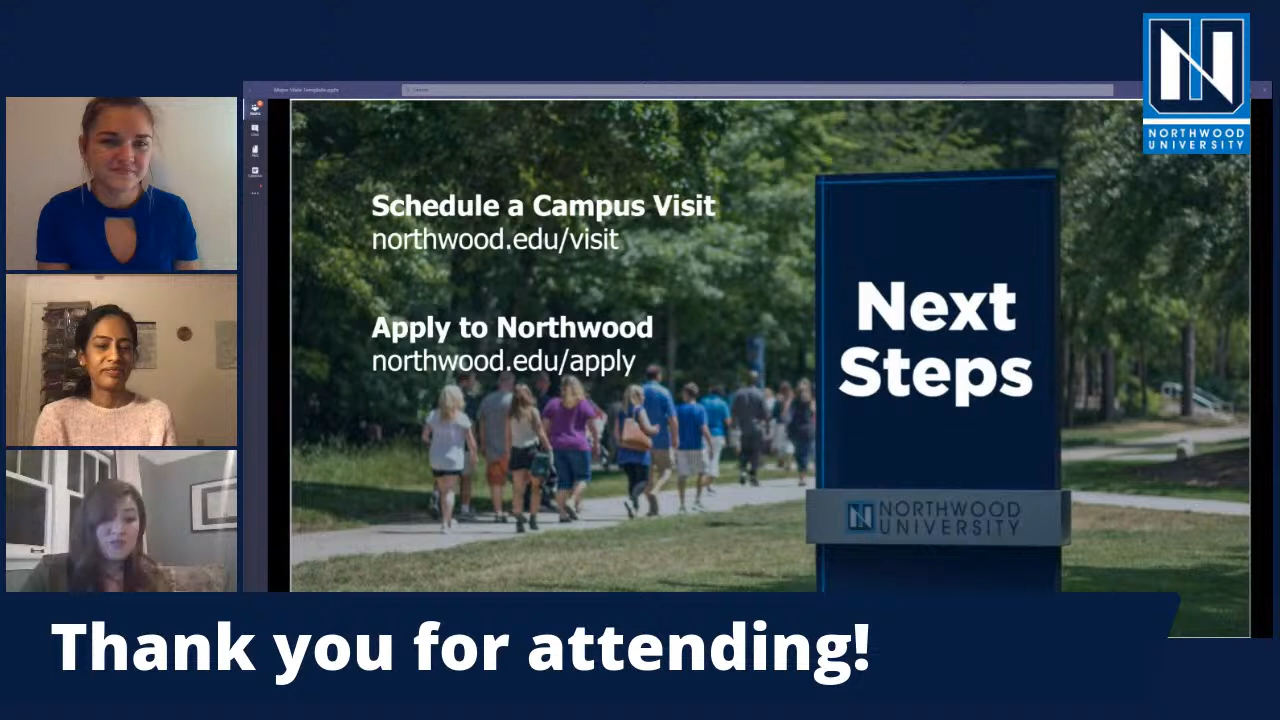 NORTHWOOD
UNIVERSITY
Schedule a Campus Visit
northwood.edu/visit
Apply to Northwood
northwood.edu/apply
Next
Steps
NORTHWOOD
UNIVERSITY
Thank you for attending!